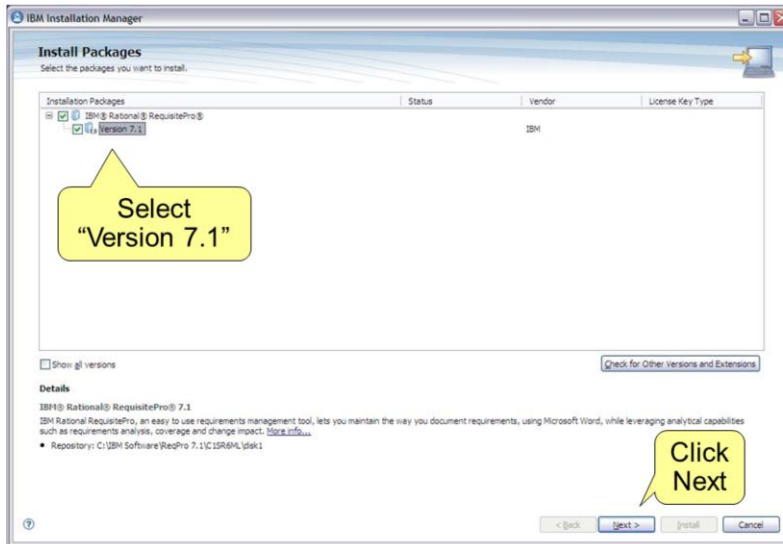 IBM Installation Manager
Install Packages
Select the packages you want to install.
Installation Packages Status Vendor License Key Type
IBM® Rational® RequisitePro®
Version 7.1 IBM
Select
“Version 7.1”
Show all versions Check for Other Versions and Extensions
Details
IBM® Rational® RequisitePro® 7.1
IBM Rational RequisitePro, an easy to use requirements management tool, lets you maintain the way you document requirements, using Microsoft Word, while leveraging analytical capabilities
such as requirements analysis, coverage and change impact. More info...
• Repository: C:\IBM Software\ReqPro 7.1\C1SR6ML\disk1
Click
Next
? < Back Next > Install Cancel